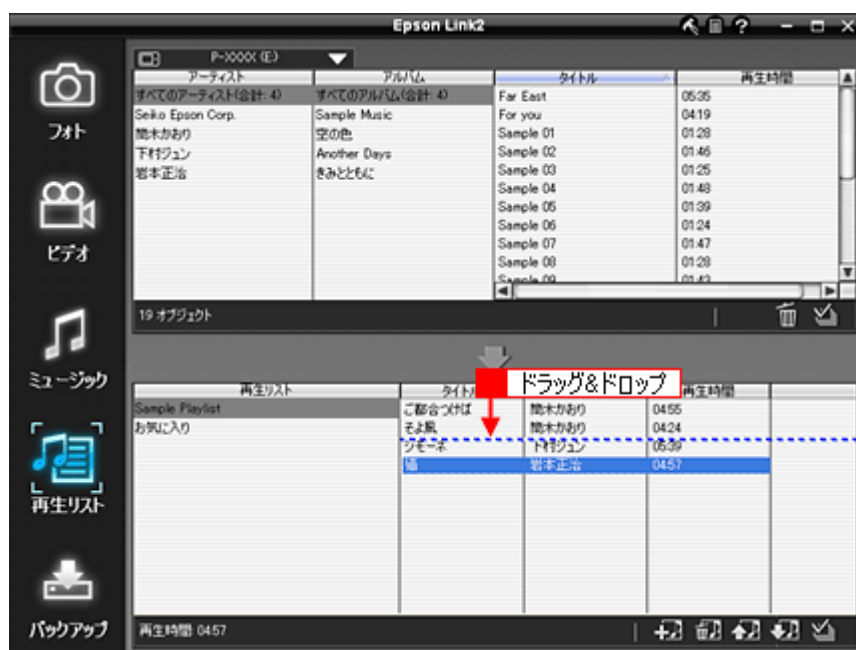 Epson Link2
P-XXXX (E)
フォト
ビデオ
ミュージック
再生リスト
バックアップ
アーティスト アルバム タイトル 再生時間
すべてのアーティスト(合計: 4) すべてのアルバム(合計: 4) Far East 05:35
Seiko Epson Corp. Sample Music For you 04:19
間木かおり 空の色 Sample 01 01:28
下村ジュン Another Days Sample 02 01:46
岩本正治 きみとともに Sample 03 01:25
Sample 04 01:48
Sample 05 01:39
Sample 06 01:24
Sample 07 01:47
Sample 08 01:28
Sample 09 01:43
19 オブジェクト
ドラッグ&ドロップ
再生リスト 再生時間
Sample Playlist ご都合つけば 間木かおり 04:55
お気に入り そよ風 間木かおり 04:24
シモーネ 下村ジュン 05:39
岩本正治 04:57
再生時間: 04:57